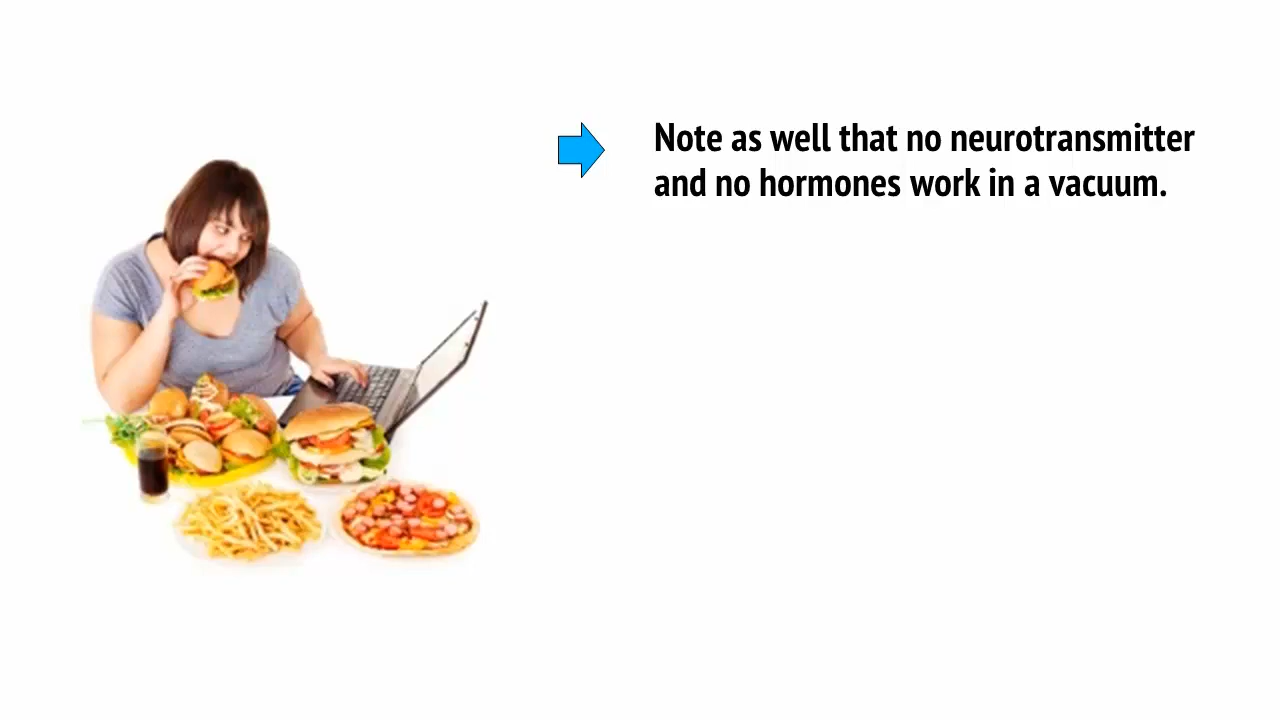 Note as well that no neurotransmitter
and no hormones work in a vacuum.